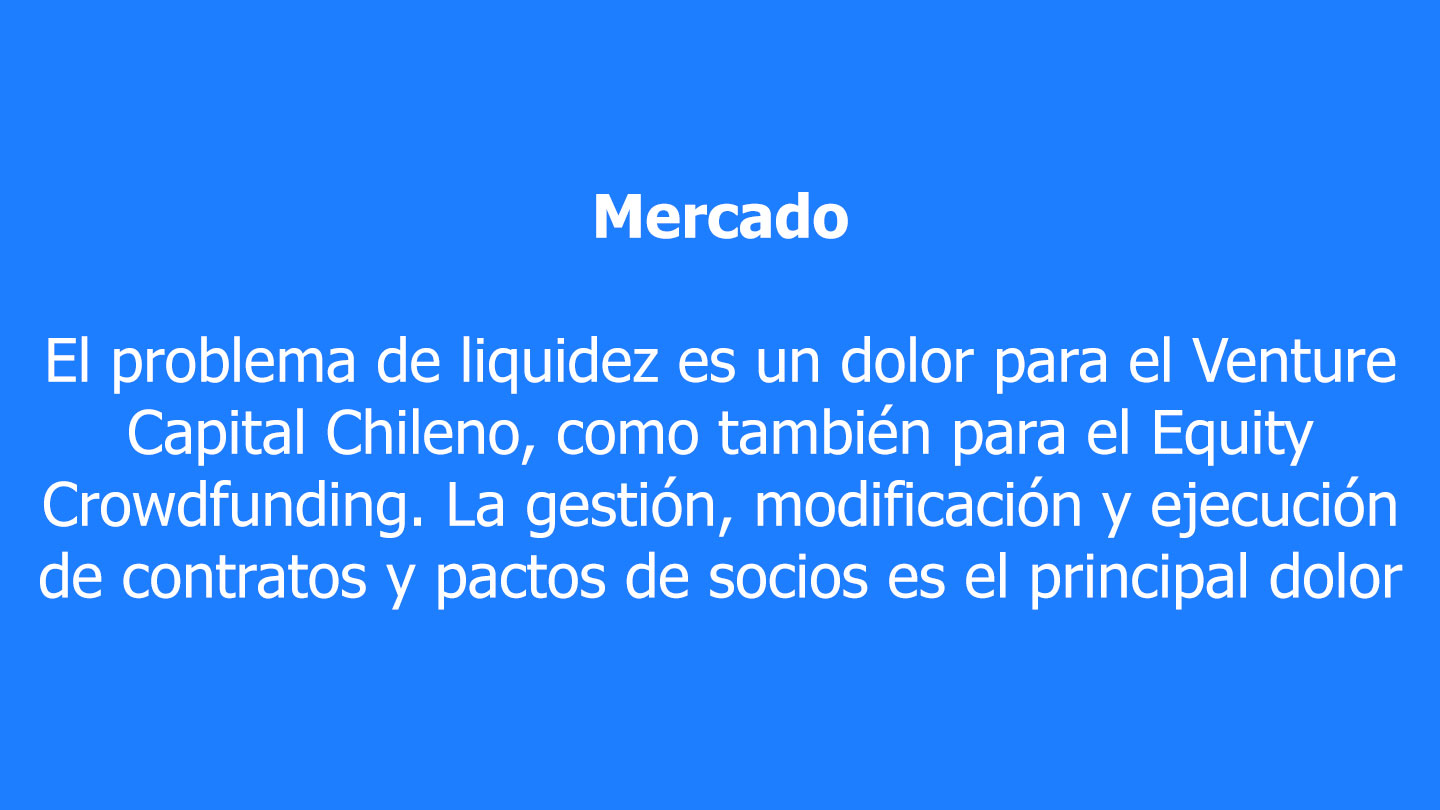 Mercado
El problema de liquidez es un dolor para el Venture
Capital Chileno, como también para el Equity
Crowdfunding. La gestión, modificación y ejecución
de contratos y pactos de socios es el principal dolor